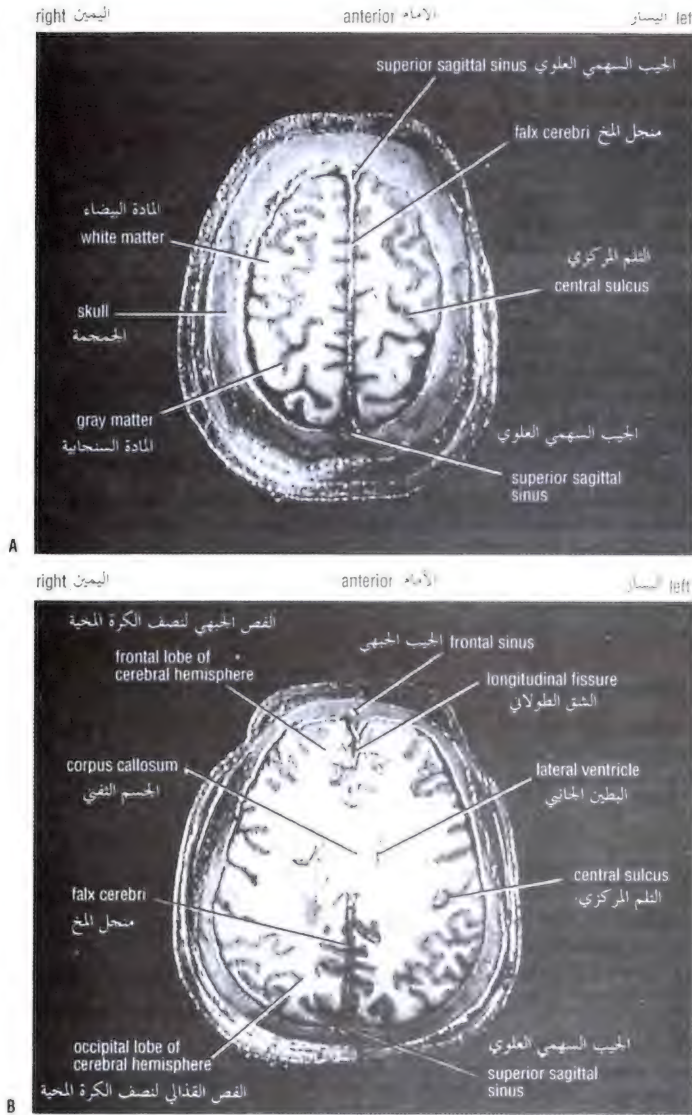 right اليمين
anterior الأمام
left اليسار
superior sagittal sinus الجيب السهمي العلوي
falx cerebri منجل المخ
المادة البيضاء
white matter
الثلم المركزي
central sulcus
skull
الجمجمة
gray matter
المادة السنجابية
الجيب السهمي العلوي
superior sagittal
sinus
A
right اليمين
anterior الأمام
left اليسار
الفص الجبهي لنصف الكرة المخية
frontal lobe of
cerebral hemisphere
الجيب الجبهي frontal sinus
longitudinal fissure
الشق الطولاني
corpus callosum
الجسم الثفني
lateral ventricle
البطين الجانبي
central sulcus
الثلم المركزي.
falx cerebri
منجل المخ
occipital lobe of
cerebral hemisphere
الفص القذالي لنصف الكرة المخية
الجيب السهمي العلوي
superior sagittal
sinus
B